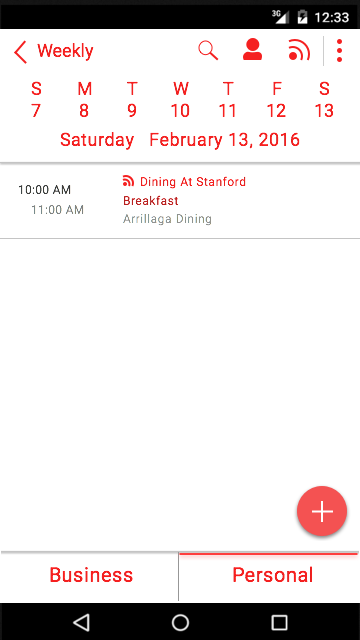 3G 12:33
Weekly
S M T W T F S
7 8 9 10 11 12 13
Saturday February 13, 2016
10:00 AM Dining At Stanford
Breakfast
11:00 AM Arrillaga Dining
Business Personal